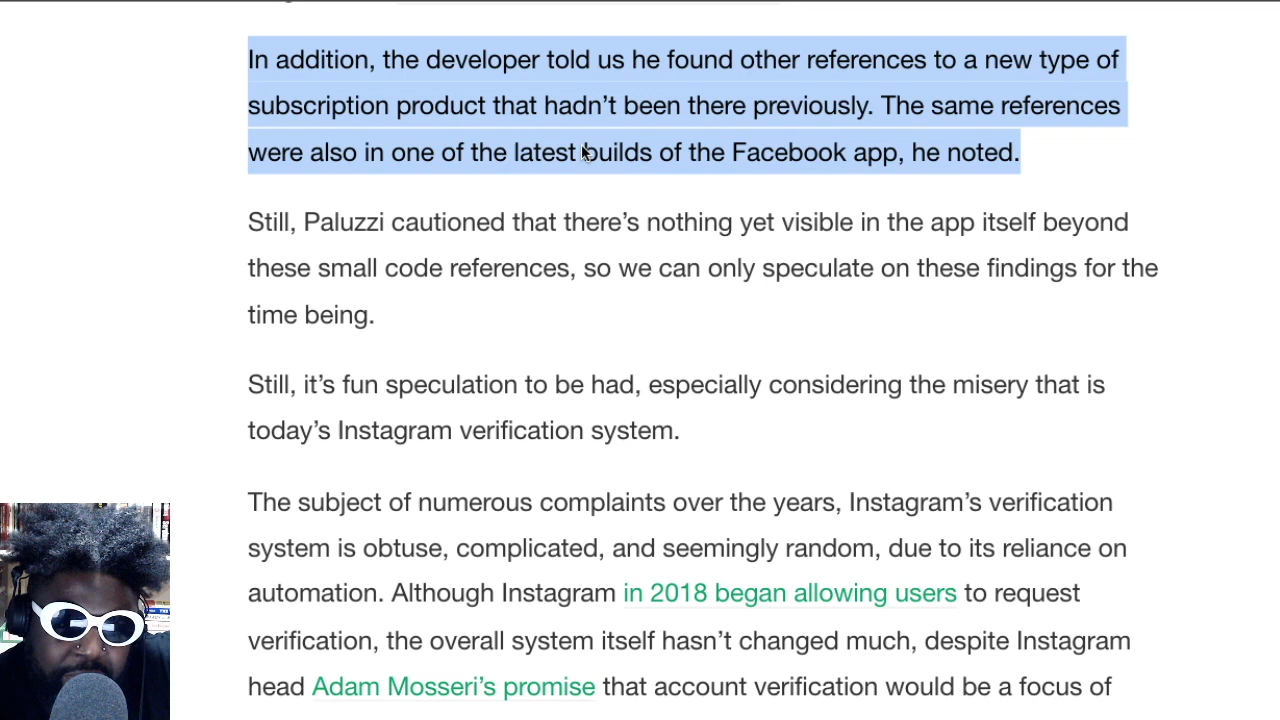 In addition, the developer told us he found other references to a new type of
subscription product that hadn’t been there previously. The same references
were also in one of the latest builds of the Facebook app, he noted.
Still, Paluzzi cautioned that there’s nothing yet visible in the app itself beyond
these small code references, so we can only speculate on these findings for the
time being.
Still, it’s fun speculation to be had, especially considering the misery that is
today’s Instagram verification system.
The subject of numerous complaints over the years, Instagram’s verification
system is obtuse, complicated, and seemingly random, due to its reliance on
automation. Although Instagram in 2018 began allowing users to request
verification, the overall system itself hasn’t changed much, despite Instagram
head Adam Mosseri’s promise that account verification would be a focus of